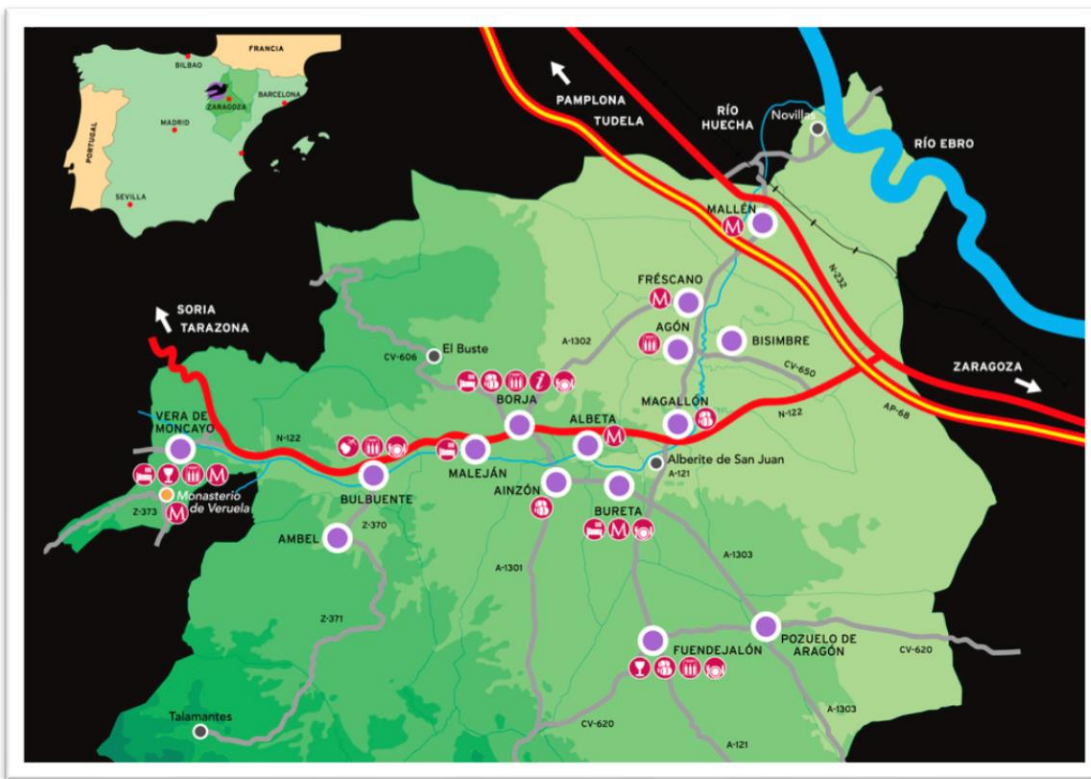 FRANCIA
BILBAO
BARCELONA
ZARAGOZA
MADRID
PORTUGAL
SEVILLA
PAMPLONA
TUDELA
RÍO
HUECHA
Novillas
RÍO EBRO
MALLÉN
M
N-232
FRÉSCANO
M
AGÓN
BISIMBRE
SORIA
TARAZONA
El Buste
CV-606
A-1302
CV-650
ZARAGOZA
AP-68
i
BORJA
ALBETA
M
MAGALLÓN
N-122
VERA DE
MONCAYO
N-122
M
Monasterio
de Veruela
Z-373
M
BULBUENTE
MALEJÁN
AINZÓN
Alberite de San Juan
A-121
BURETA
M
AMBEL
Z-370
A-1301
A-1303
Z-371
FUENDEJALÓN
POZUELO DE
ARAGÓN
CV-620
Talamantes
CV-620
A-121
A-1303